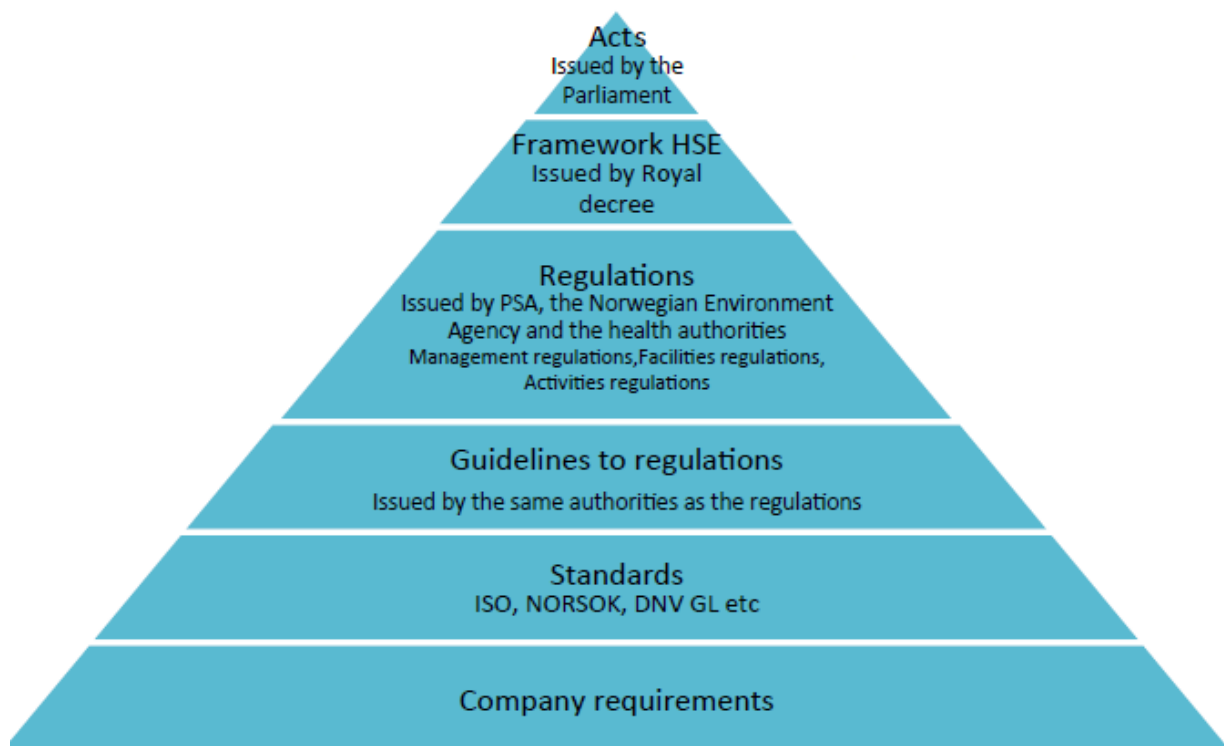 Acts
Issued by the
Parliament
Framework HSE
Issued by Royal
decree
Regulations
Issued by PSA, the Norwegian Environment
Agency and the health authorities
Management regulations,Facilities regulations,
Activities regulations
Guidelines to regulations
Issued by the same authorities as the regulations
Standards
ISO, NORSOK, DNV GL etc
Company requirements